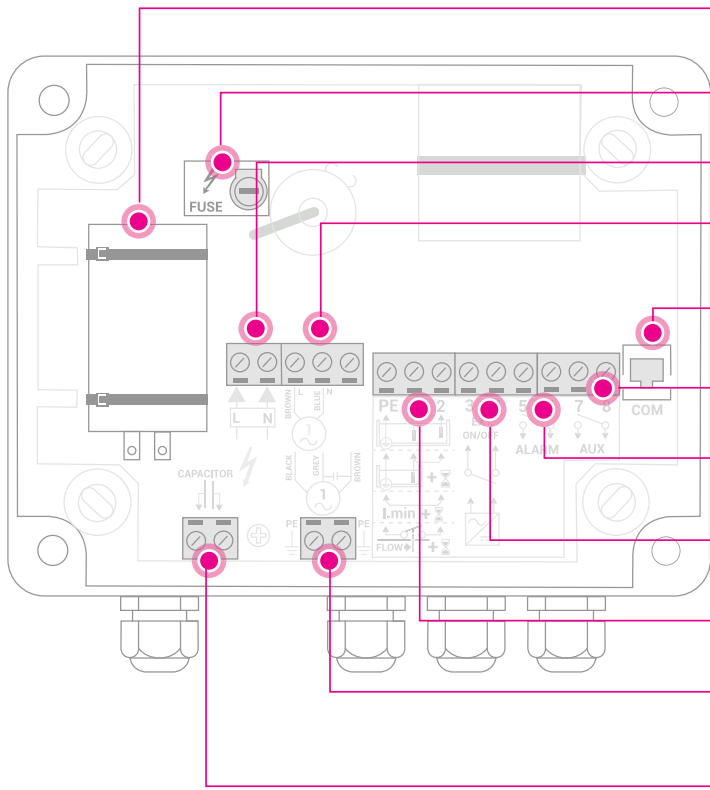 FUSE
BROWN
L
BLUE
N
PE
2
3
5
7
8
COM
L
N
ON/OFF
ALARM
AUX
BLACK
GREY
BROWN
CAPACITOR
I.min +
+
PE
PE
FLOW
+